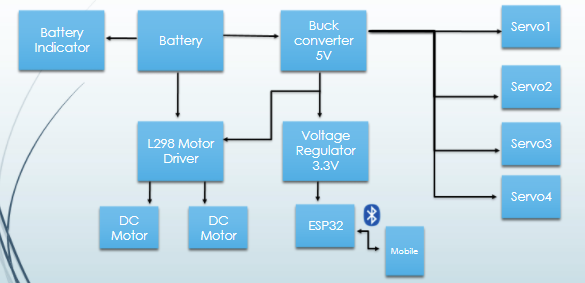 Battery
Indicator
Battery
Buck
converter
5V
Servo1
Servo2
Servo3
Servo4
L298 Motor
Driver
Voltage
Regulator
3.3V
DC
Motor
DC
Motor
ESP32
Mobile